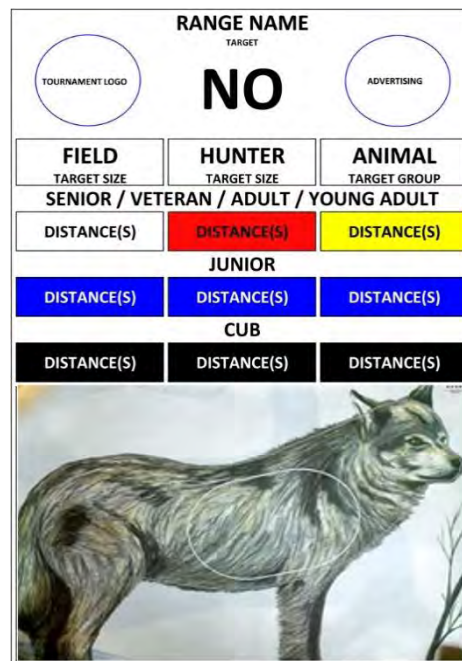 RANGE NAME
TARGET
TOURNAMENT LOGO
NO
ADVERTISING
FIELD
TARGET SIZE
HUNTER
TARGET SIZE
ANIMAL
TARGET GROUP
SENIOR / VETERAN / ADULT / YOUNG ADULT
DISTANCE(S) DISTANCE(S) DISTANCE(S)
JUNIOR
DISTANCE(S) DISTANCE(S) DISTANCE(S)
CUB
DISTANCE(S) DISTANCE(S) DISTANCE(S)